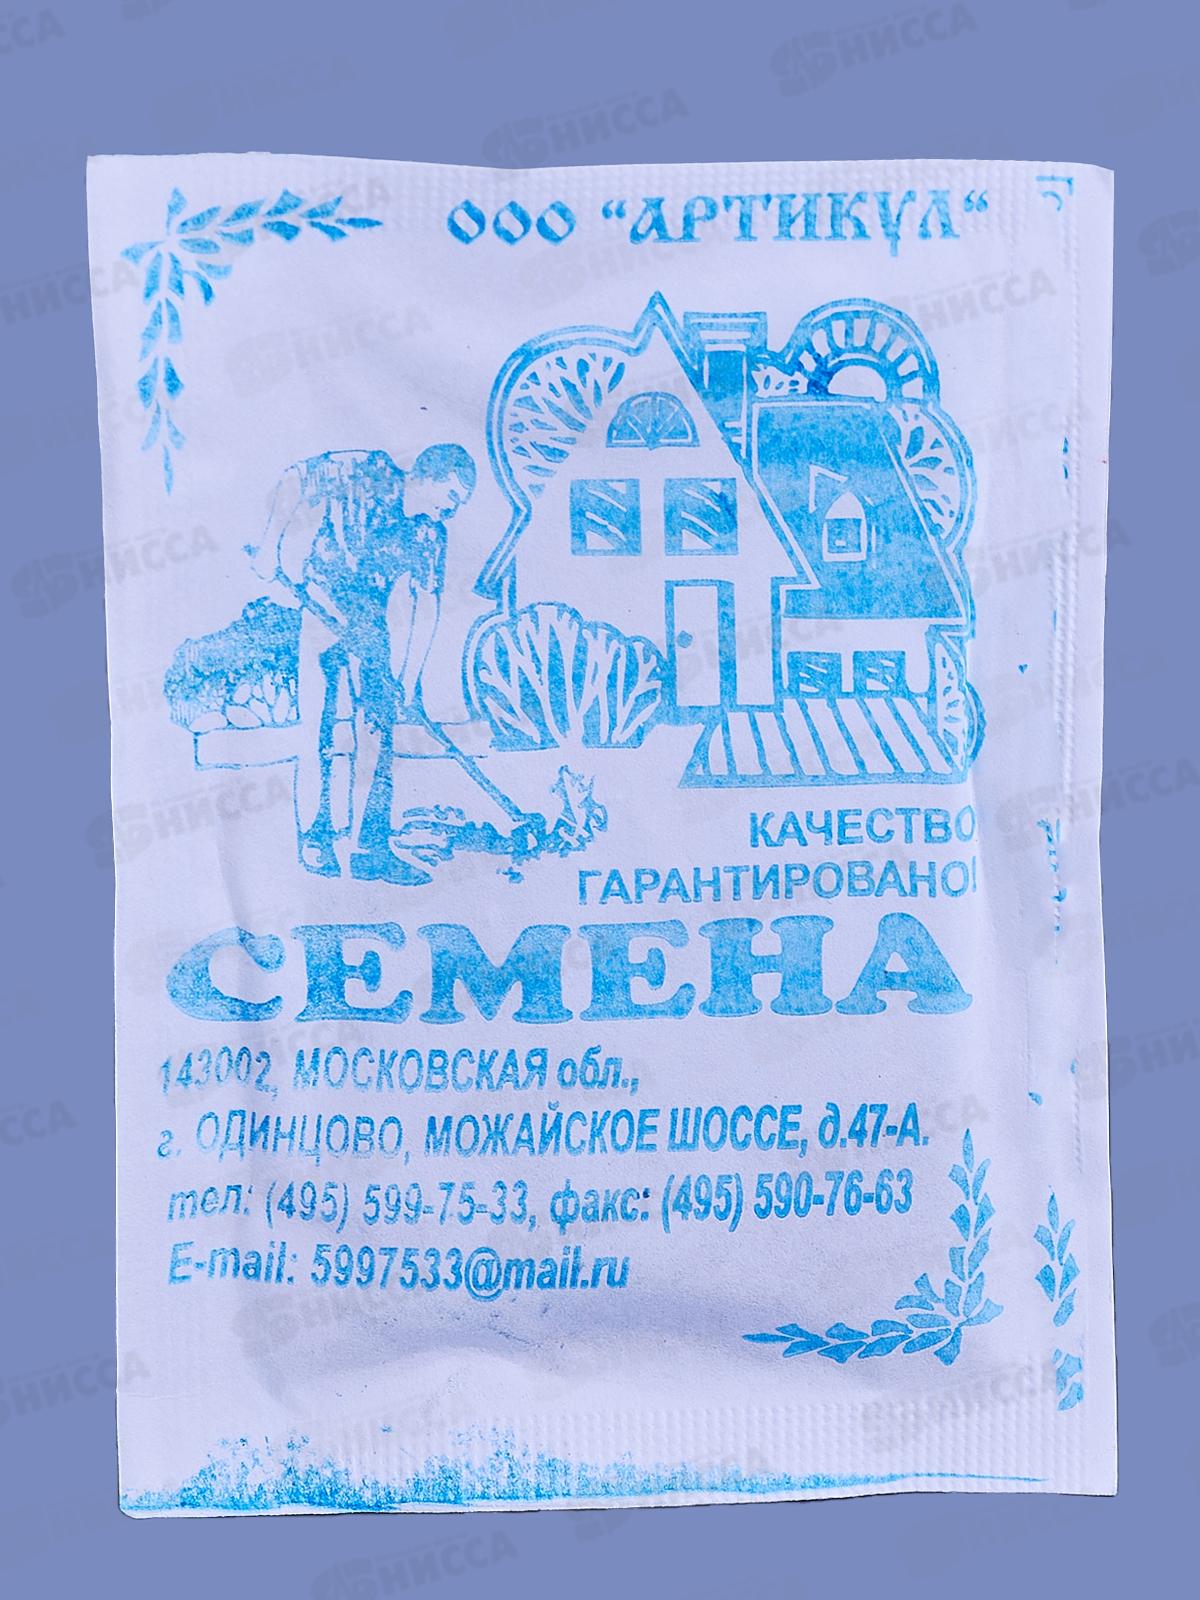 ООО “АРТИКУЛ“
КАЧЕСТВО
ГАРАНТИРОВАНО!
СЕМЕНА
143002, МОСКОВСКАЯ обл.,
г. ОДИНЦОВО, МОЖАЙСКОЕ ШОССЕ, д.47-А.
тел: (495) 599-75-33, факс: (495) 590-76-63
E-mail: 5997533@mail.ru